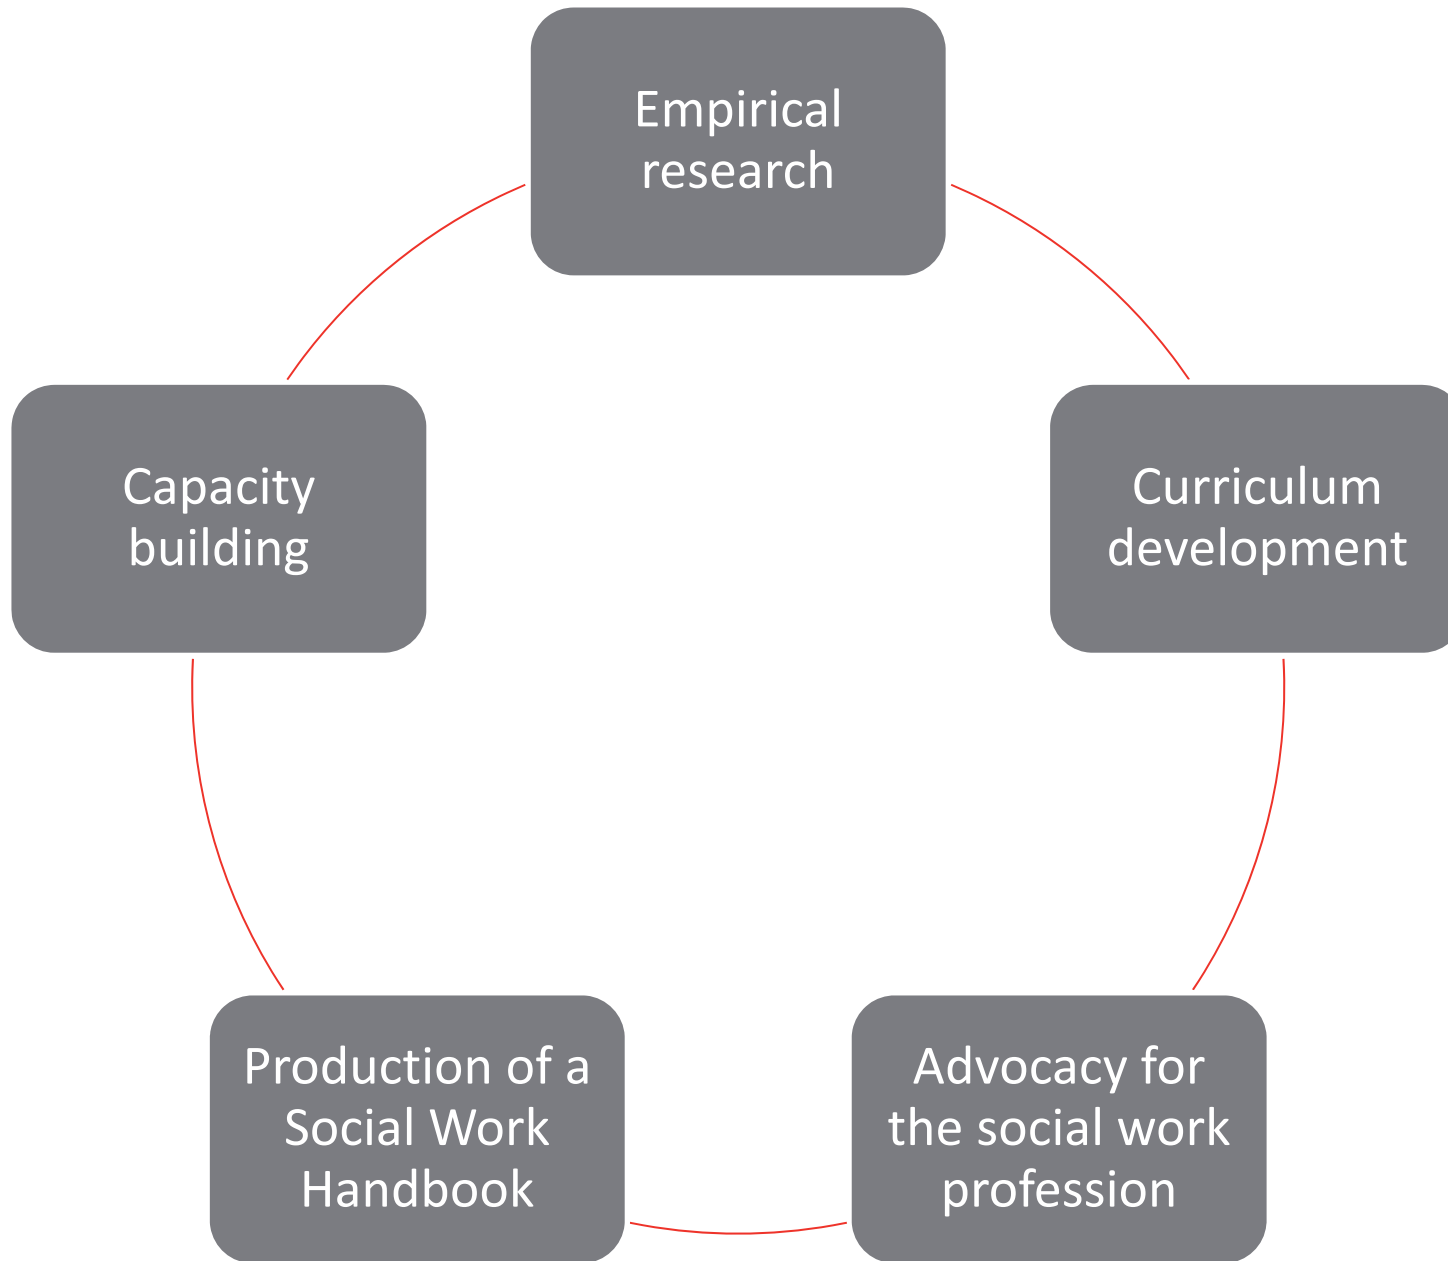 Empirical
research
Capacity
building
Curriculum
development
Production of a
Social Work
Handbook
Advocacy for
the social work
profession